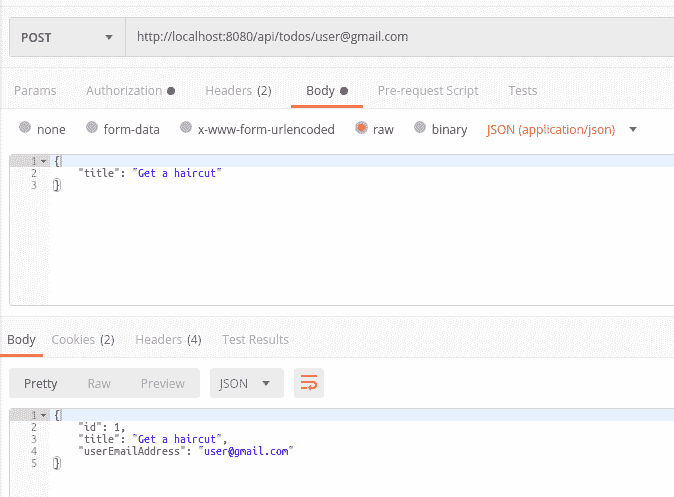 POST http://localhost:8080/api/todos/user@gmail.com
Params Authorization Headers (2) Body Pre-request Script Tests
none form-data x-www-form-urlencoded raw binary JSON (application/json)
1 {
2 "title": "Get a haircut"
3 }
Body Cookies (2) Headers (4) Test Results
Pretty Raw Preview JSON
1 {
2 "id": 1,
3 "title": "Get a haircut",
4 "userEmailAddress": "user@gmail.com"
5 }